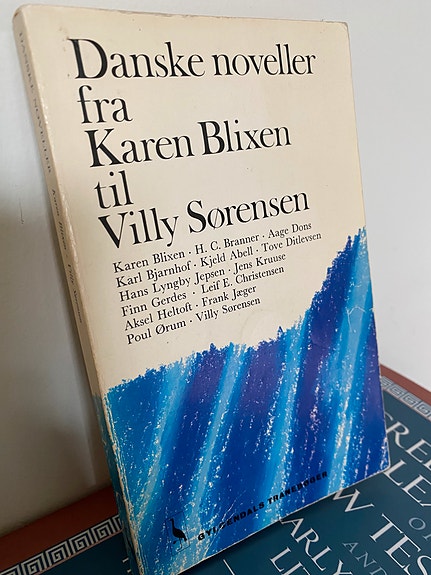 Danske noveller
fra
Karen Blixen
til
Villy Sørensen
Karen Blixen · H. C. Branner · Aage Dons
Karl Bjarnhof · Kjeld Abell · Tove Ditlevsen
Hans Lyngby Jepsen · Jens Kruuse
Finn Gerdes · Leif E. Christensen
Aksel Heltoft · Frank Jæger
Poul Ørum · Villy Sørensen
GYLDENDALS TRANEBØGER
DANSKE NOVELLER